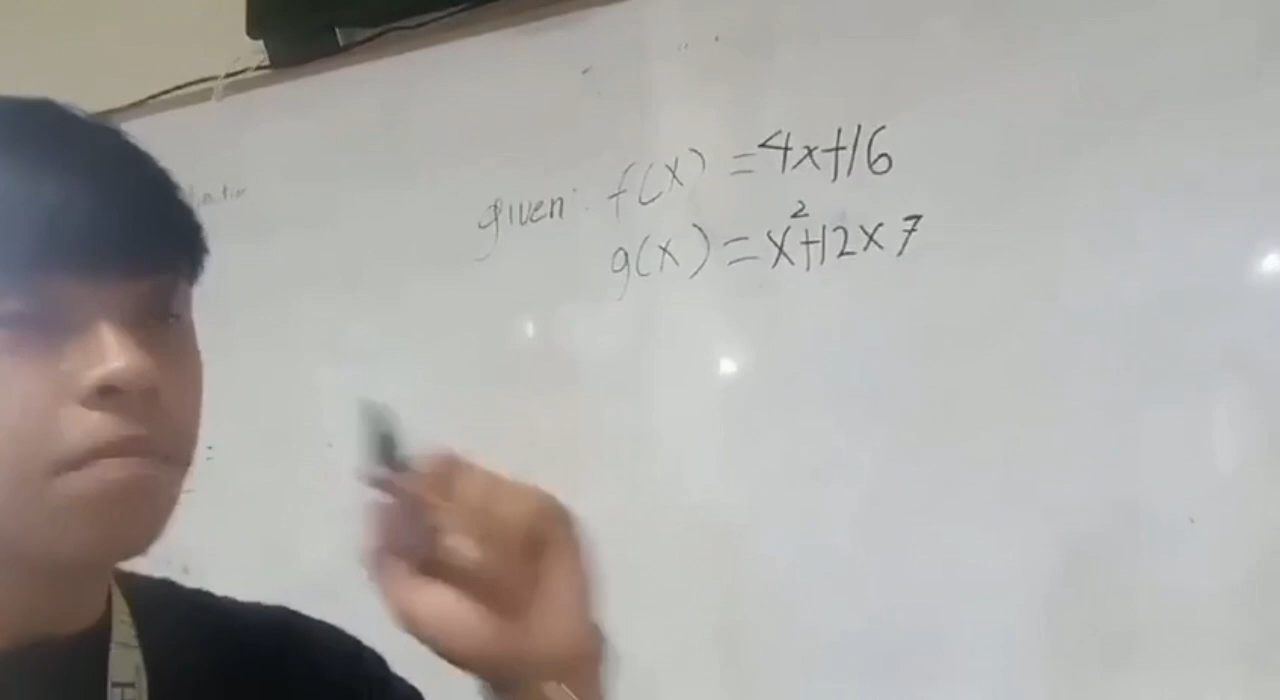 given: f(x) = 4x+16
g(x) = x²+12x 7